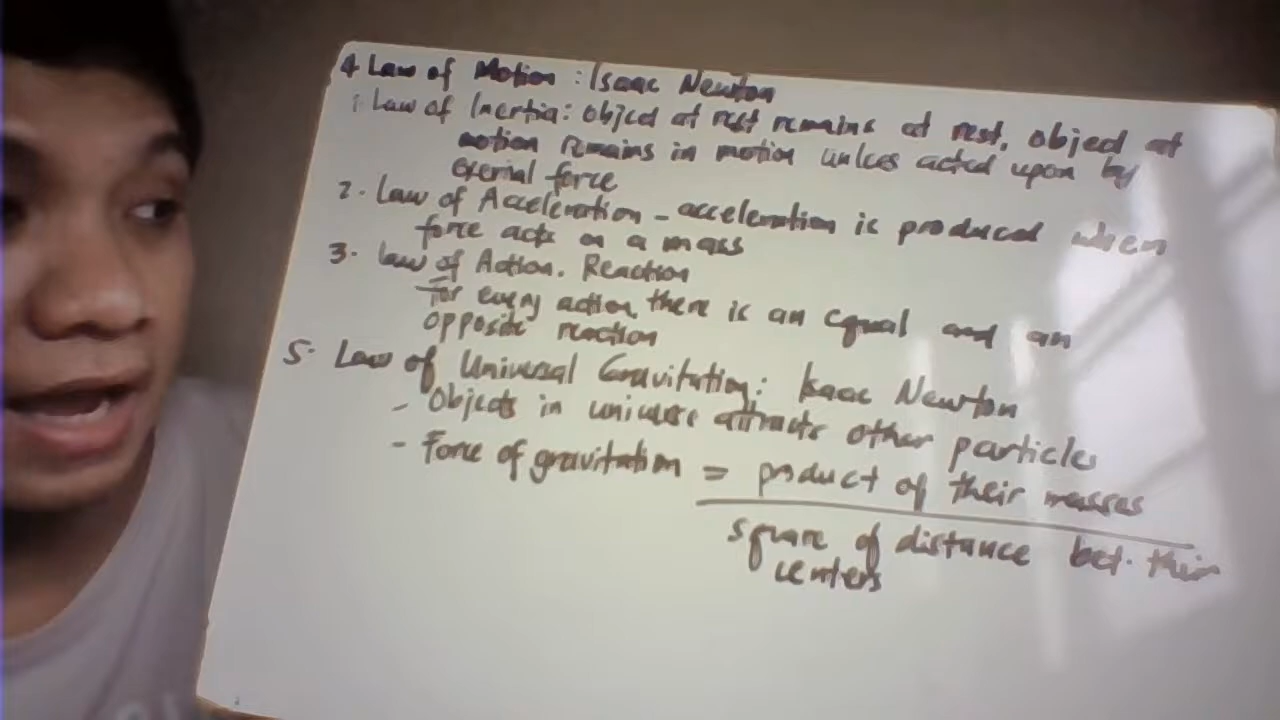 4 Law of Motion : Isaac Newton
1. Law of Inertia: object at rest remains at rest, object at
motion remains in motion unless acted upon by
external force
2. Law of Acceleration - acceleration is produced when
force acts on a mass
3. Law of Action. Reaction
For every action, there is an equal and an
opposite reaction
5. Law of Universal Gravitation: Isaac Newton
- Objects in universe attracts other particles
- Force of gravitation = product of their masses
square of distance bet. their
centers